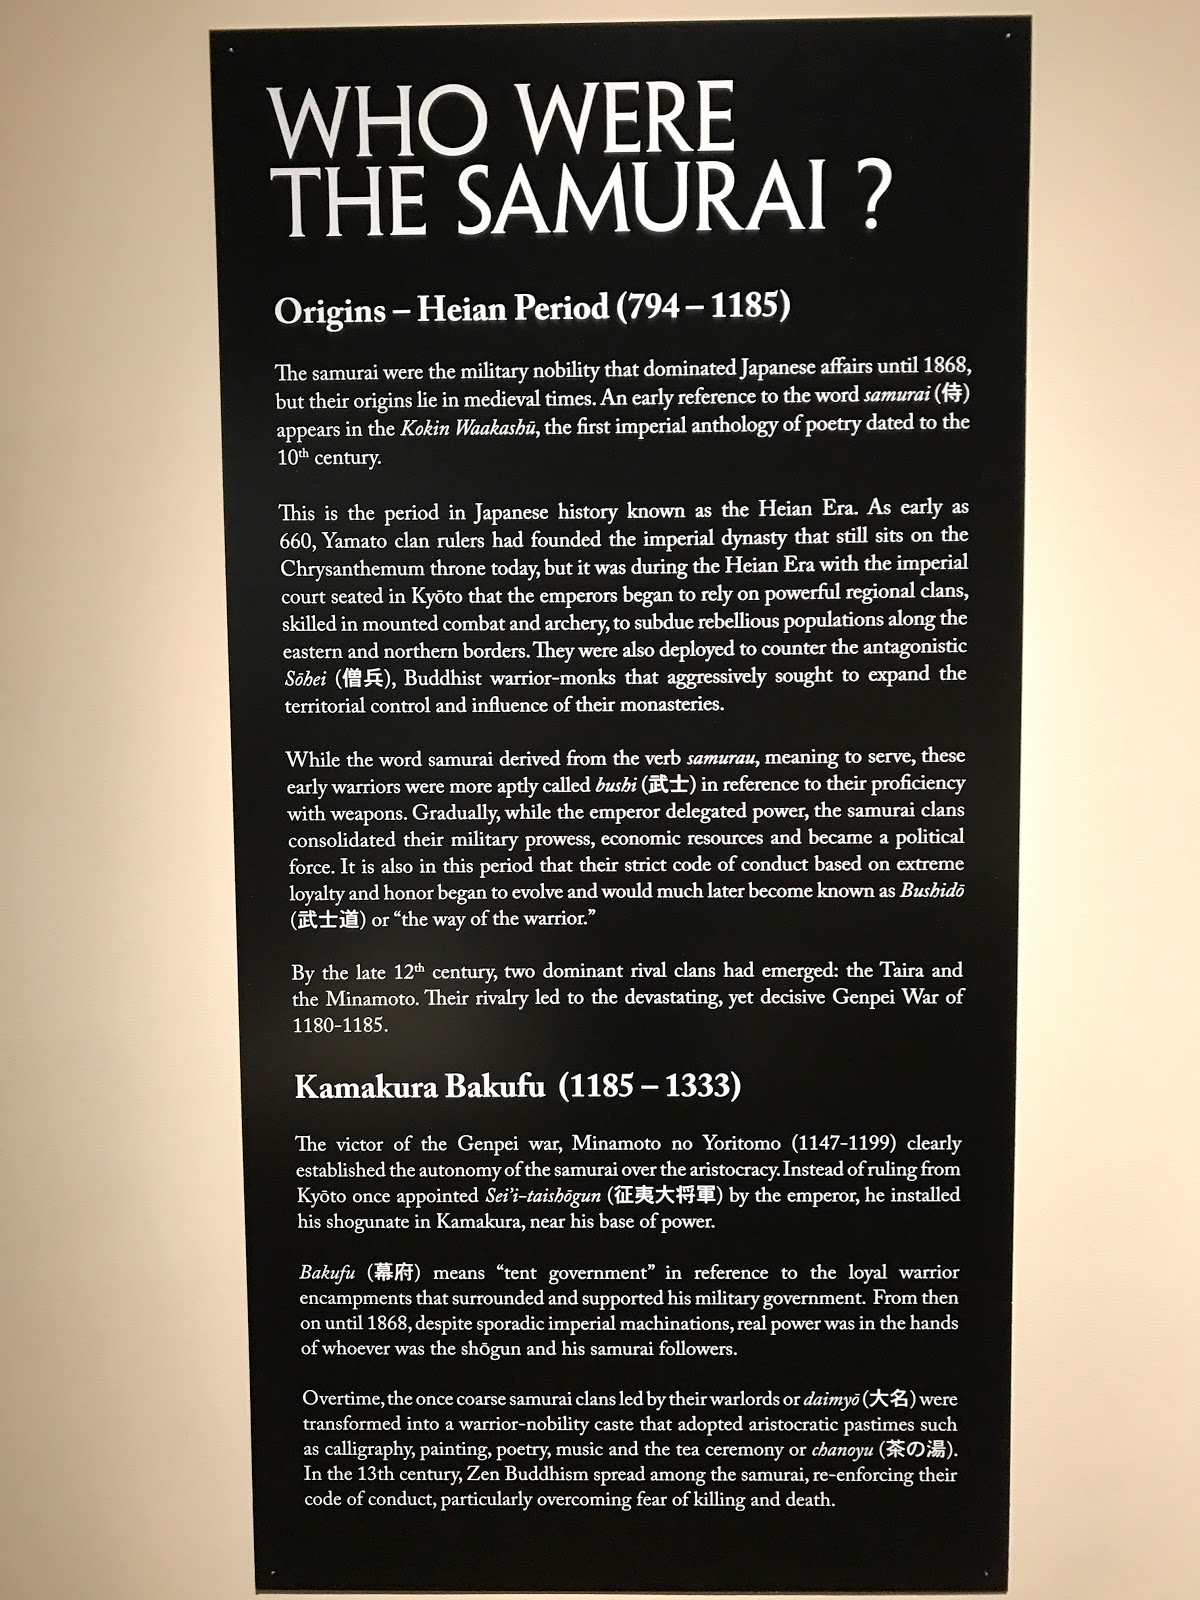 WHO WERE
THE SAMURAI ?
Origins – Heian Period (794 – 1185)
The samurai were the military nobility that dominated Japanese affairs until 1868,
but their origins lie in medieval times. An early reference to the word samurai (侍)
appears in the Kokin Waakashū, the first imperial anthology of poetry dated to the
10th century.
This is the period in Japanese history known as the Heian Era. As early as
660, Yamato clan rulers had founded the imperial dynasty that still sits on the
Chrysanthemum throne today, but it was during the Heian Era with the imperial
court seated in Kyōto that the emperors began to rely on powerful regional clans,
skilled in mounted combat and archery, to subdue rebellious populations along the
eastern and northern borders. They were also deployed to counter the antagonistic
Sōhei (僧兵), Buddhist warrior-monks that aggressively sought to expand the
territorial control and influence of their monasteries.
While the word samurai derived from the verb samurau, meaning to serve, these
early warriors were more aptly called bushi (武士) in reference to their proficiency
with weapons. Gradually, while the emperor delegated power, the samurai clans
consolidated their military prowess, economic resources and became a political
force. It is also in this period that their strict code of conduct based on extreme
loyalty and honor began to evolve and would much later become known as Bushidō
(武士道) or “the way of the warrior.”
By the late 12th century, two dominant rival clans had emerged: the Taira and
the Minamoto. Their rivalry led to the devastating, yet decisive Genpei War of
1180-1185.
Kamakura Bakufu (1185 – 1333)
The victor of the Genpei war, Minamoto no Yoritomo (1147-1199) clearly
established the autonomy of the samurai over the aristocracy. Instead of ruling from
Kyōto once appointed Sei’i-taishōgun (征夷大将軍) by the emperor, he installed
his shogunate in Kamakura, near his base of power.
Bakufu (幕府) means “tent government” in reference to the loyal warrior
encampments that surrounded and supported his military government. From then
on until 1868, despite sporadic imperial machinations, real power was in the hands
of whoever was the shōgun and his samurai followers.
Overtime, the once coarse samurai clans led by their warlords or daimyō (大名) were
transformed into a warrior-nobility caste that adopted aristocratic pastimes such
as calligraphy, painting, poetry, music and the tea ceremony or chanoyu (茶の湯).
In the 13th century, Zen Buddhism spread among the samurai, re-enforcing their
code of conduct, particularly overcoming fear of killing and death.